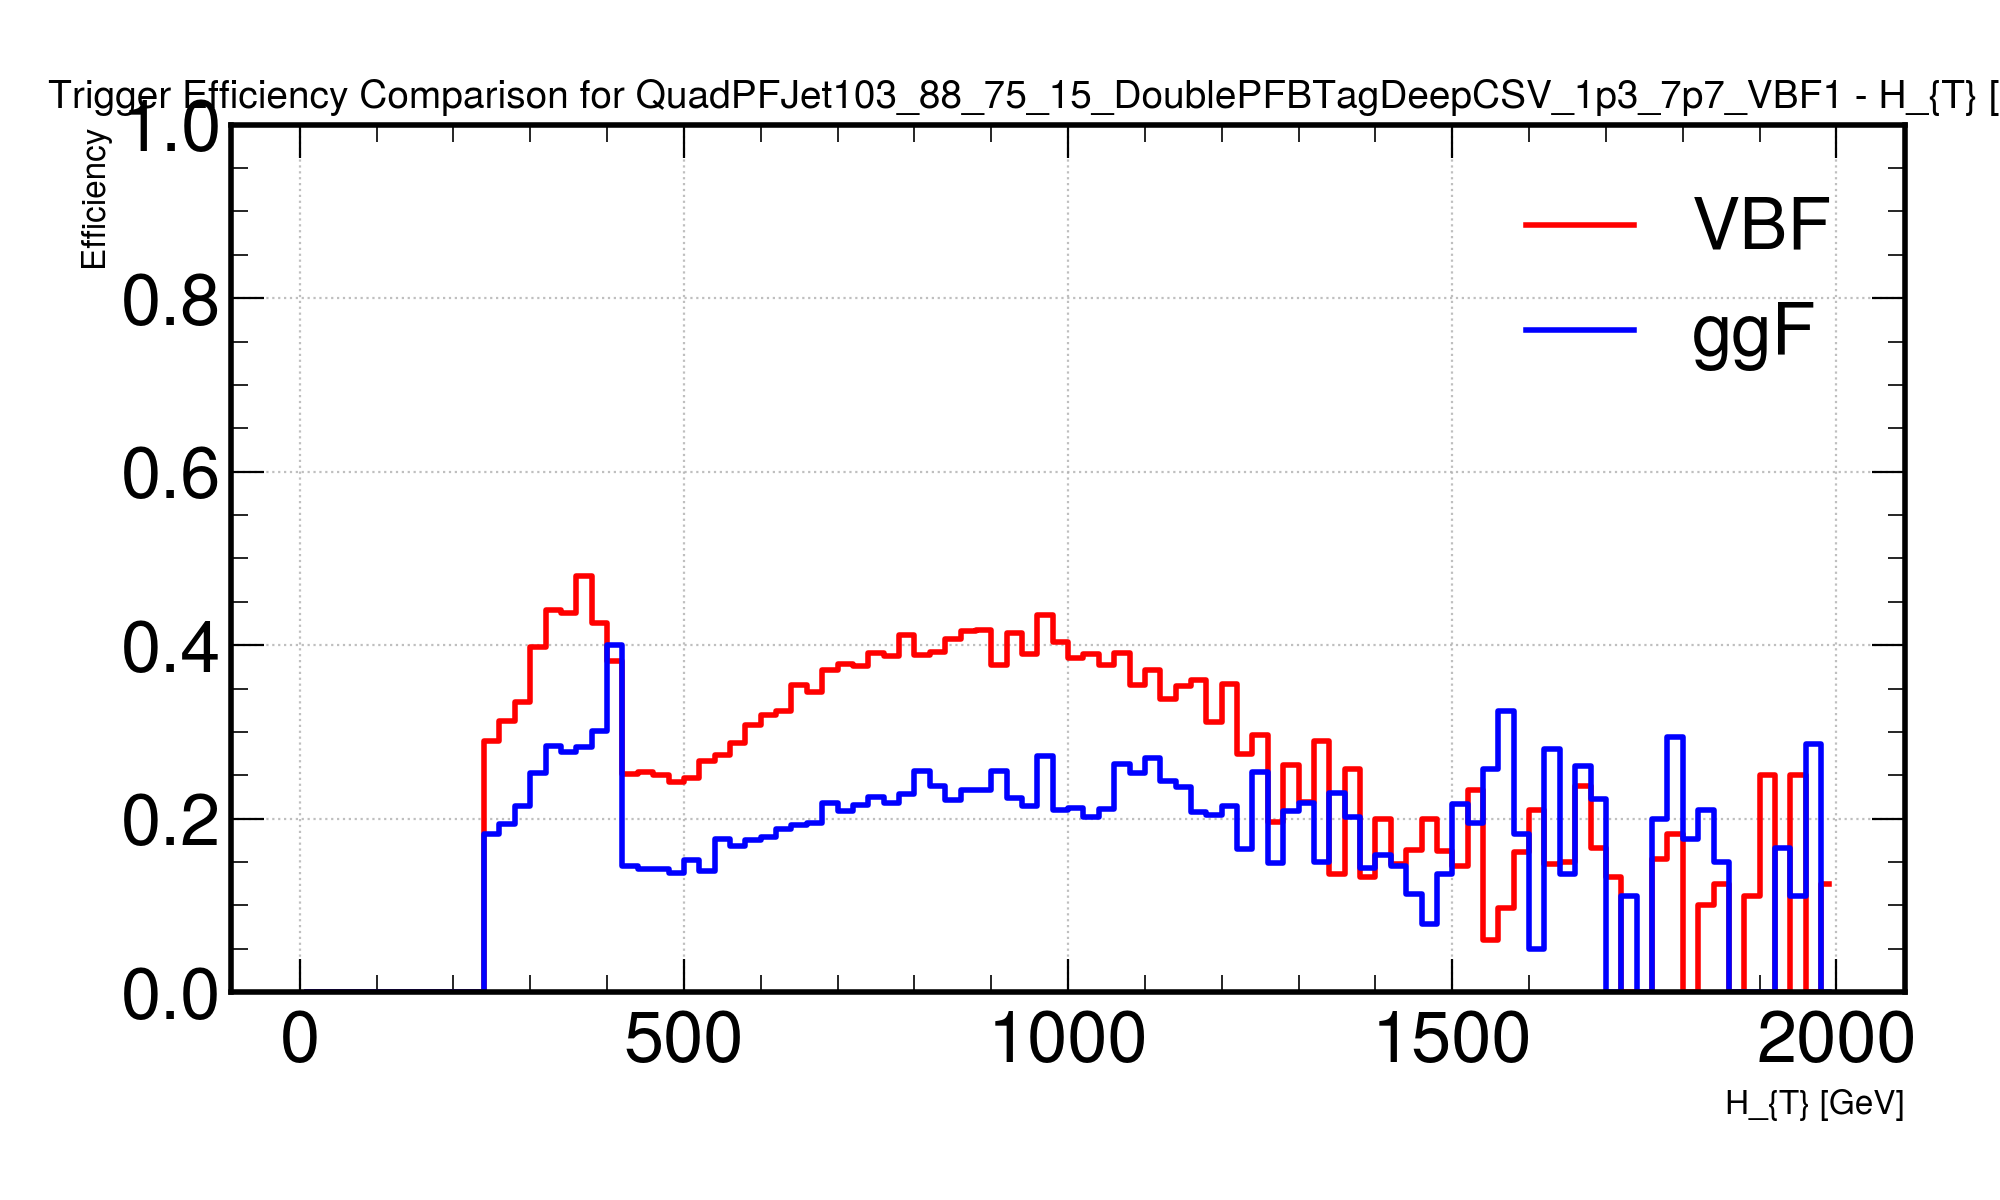 Trigger Efficiency Comparison for QuadPFJet103_88_75_15_DoublePFBTagDeepCSV_1p3_7p7_VBF1 - H_{T} [
Efficiency
1.0
0.8
0.6
0.4
0.2
0.0
VBF
ggF
0 500 1000 1500 2000
H_{T} [GeV]